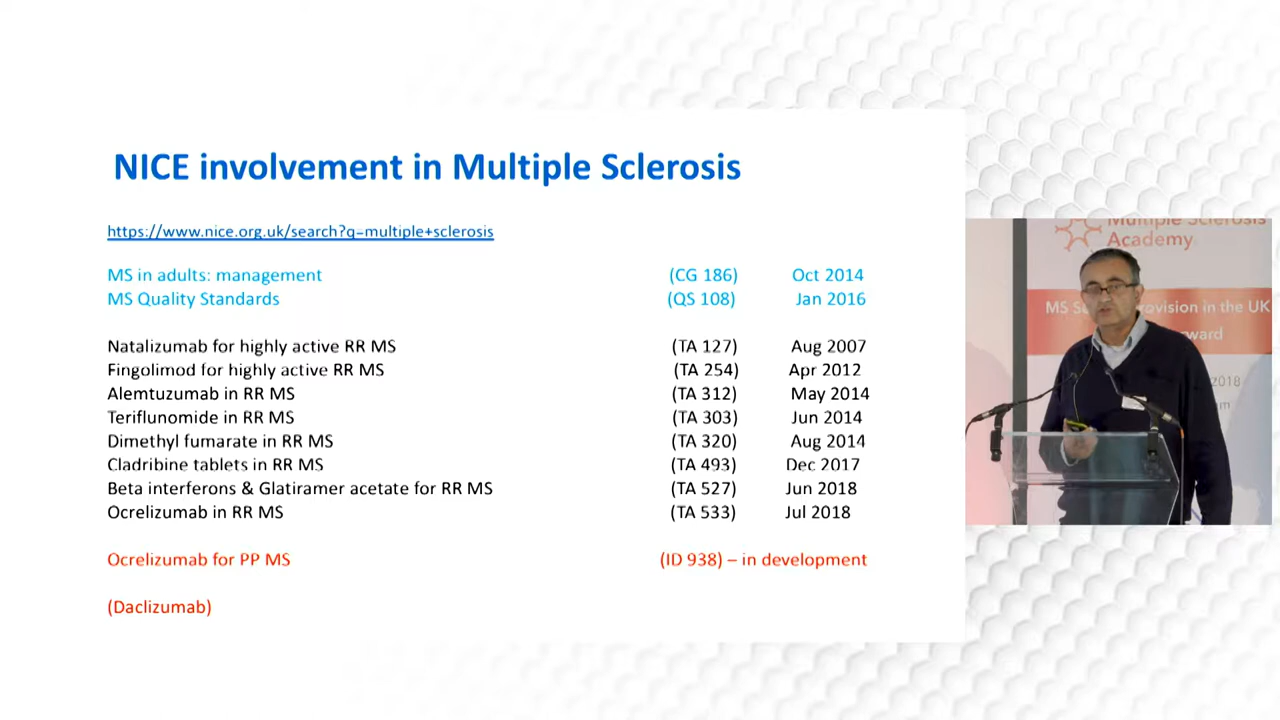 NICE involvement in Multiple Sclerosis
https://www.nice.org.uk/search?q=multiple+sclerosis
MS in adults: management (CG 186) Oct 2014
MS Quality Standards (QS 108) Jan 2016
Natalizumab for highly active RR MS (TA 127) Aug 2007
Fingolimod for highly active RR MS (TA 254) Apr 2012
Alemtuzumab in RR MS (TA 312) May 2014
Teriflunomide in RR MS (TA 303) Jun 2014
Dimethyl fumarate in RR MS (TA 320) Aug 2014
Cladribine tablets in RR MS (TA 493) Dec 2017
Beta interferons & Glatiramer acetate for RR MS (TA 527) Jun 2018
Ocrelizumab in RR MS (TA 533) Jul 2018
Ocrelizumab for PP MS (ID 938) – in development
(Daclizumab)
Multiple Sclerosis
Academy
MS in the UK
2018